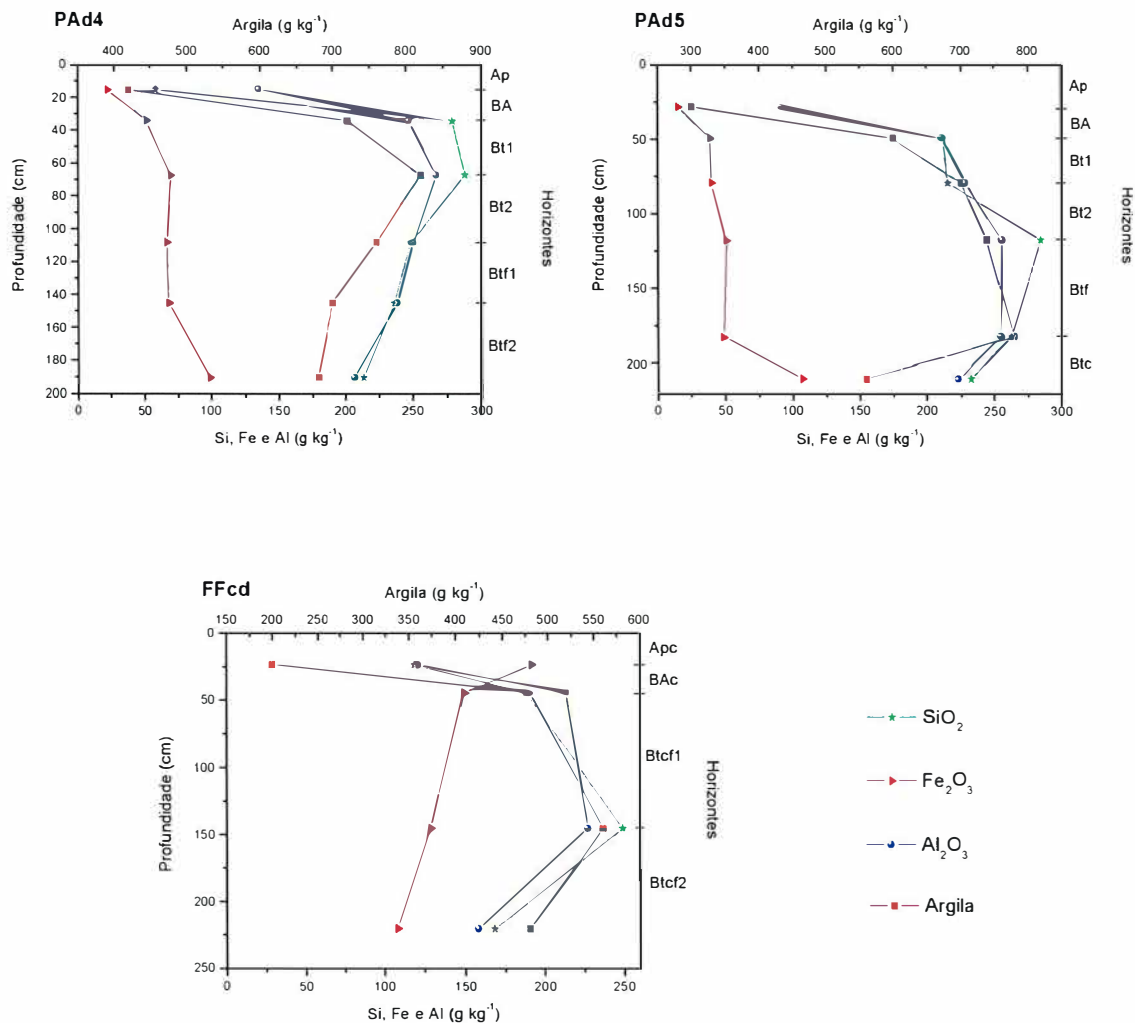 PAd4
Argila (g kg⁻¹)
400 500 600 700 800 900
Profundidade (cm)
0
20
40
60
80
100
120
140
160
180
200
Ap
BA
Bt1
Bt2
Btf1
Btf2
Horizontes
0 50 100 150 200 250 300
Si, Fe e Al (g kg⁻¹)
PAd5
Argila (g kg⁻¹)
300 400 500 600 700 800
Profundidade (cm)
0
50
100
150
200
Ap
BA
Bt1
Bt2
Btf
Btc
Horizontes
0 50 100 150 200 250 300
Si, Fe e Al (g kg⁻¹)
FFcd
Argila (g kg⁻¹)
150 200 250 300 350 400 450 500 550 600
Profundidade (cm)
0
50
100
150
200
250
Apc
BAc
Btcf1
Btcf2
Horizontes
0 50 100 150 200 250
Si, Fe e Al (g kg⁻¹)
SiO₂
Fe₂O₃
Al₂O₃
Argila